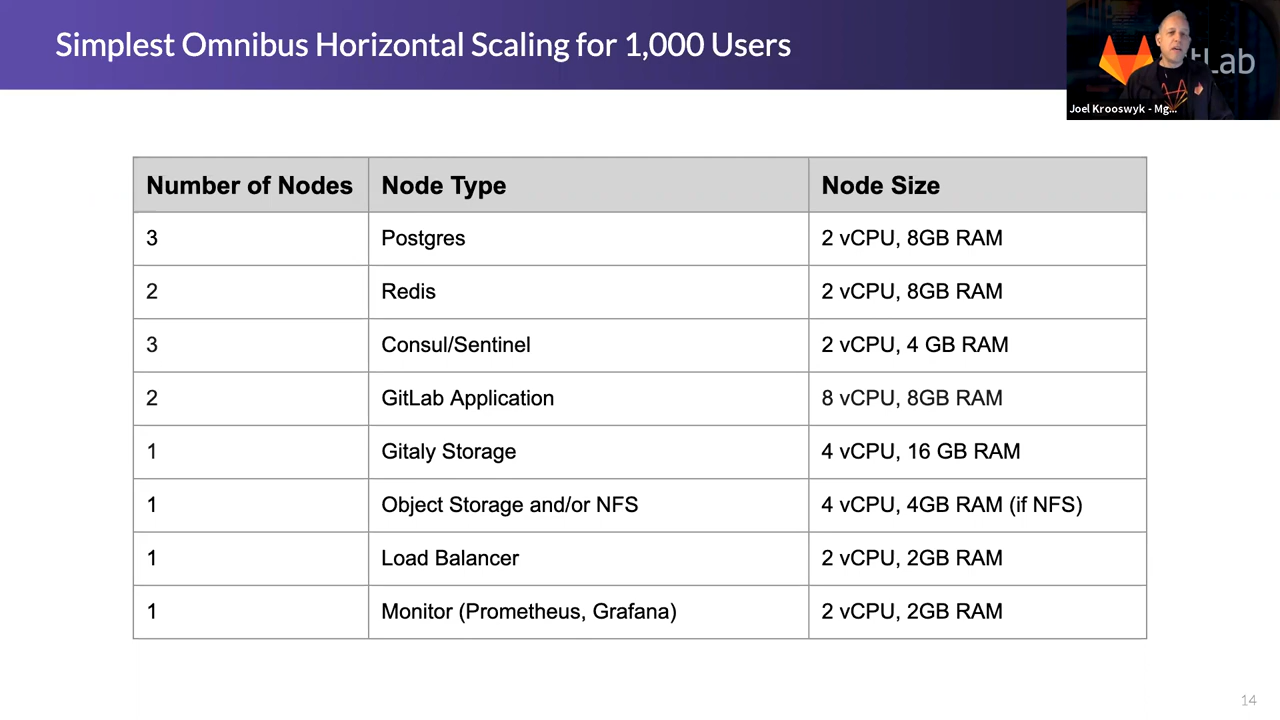 Simplest Omnibus Horizontal Scaling for 1,000 Users
Lab
Joel Krooswyk - Mg...
Number of Nodes Node Type Node Size
3 Postgres 2 vCPU, 8GB RAM
2 Redis 2 vCPU, 8GB RAM
3 Consul/Sentinel 2 vCPU, 4 GB RAM
2 GitLab Application 8 vCPU, 8GB RAM
1 Gitaly Storage 4 vCPU, 16 GB RAM
1 Object Storage and/or NFS 4 vCPU, 4GB RAM (if NFS)
1 Load Balancer 2 vCPU, 2GB RAM
1 Monitor (Prometheus, Grafana) 2 vCPU, 2GB RAM
14